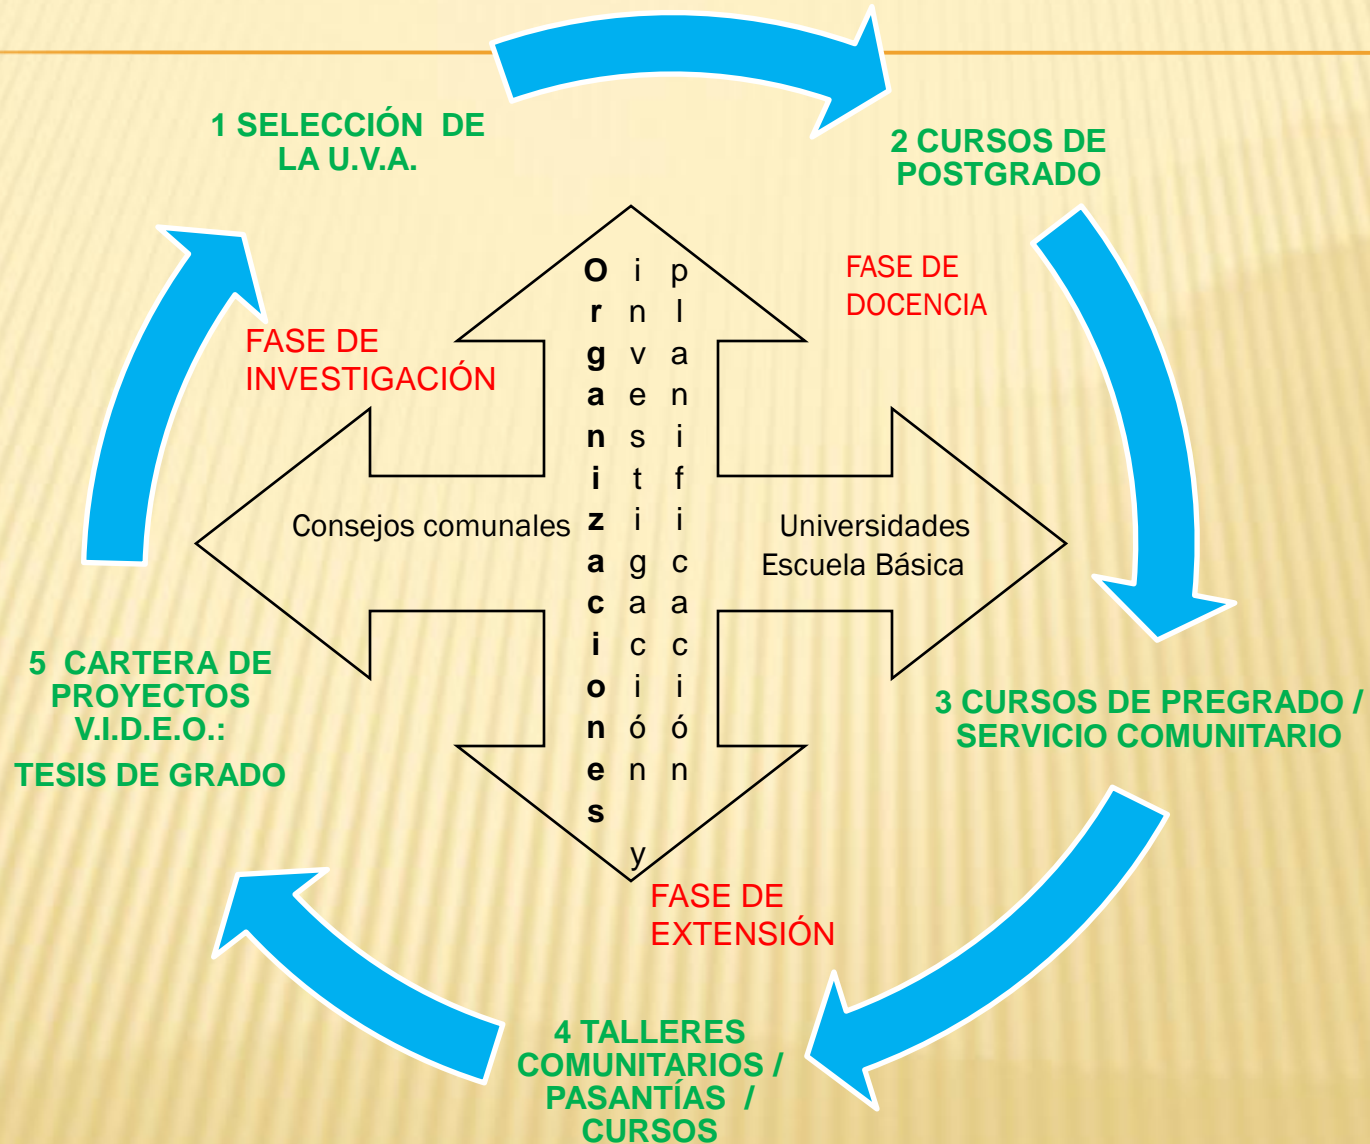 1 SELECCIÓN DE
LA U.V.A.
2 CURSOS DE
POSTGRADO
FASE DE
DOCENCIA
FASE DE
INVESTIGACIÓN
Organizaciones
investigación y
planificación
Consejos comunales
Universidades
Escuela Básica
5 CARTERA DE
PROYECTOS
V.I.D.E.O.:
TESIS DE GRADO
3 CURSOS DE PREGRADO /
SERVICIO COMUNITARIO
FASE DE
EXTENSIÓN
4 TALLERES
COMUNITARIOS /
PASANTÍAS /
CURSOS